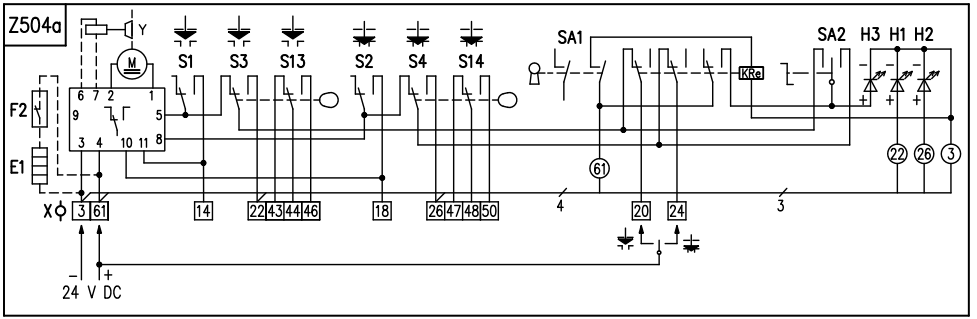 Z504a
Y
M
S1 S3 S13 S2 S4 S14 SA1 SA2 H3 H1 H2
KRe
F2
6 7 2 1
9 5
8
3 4 10 11
E1
− − −
+ + +
61 22 26 3
X 3 61 14 22 43 44 46 18 26 47 48 50 4 20 24 3
− +
24 V DC